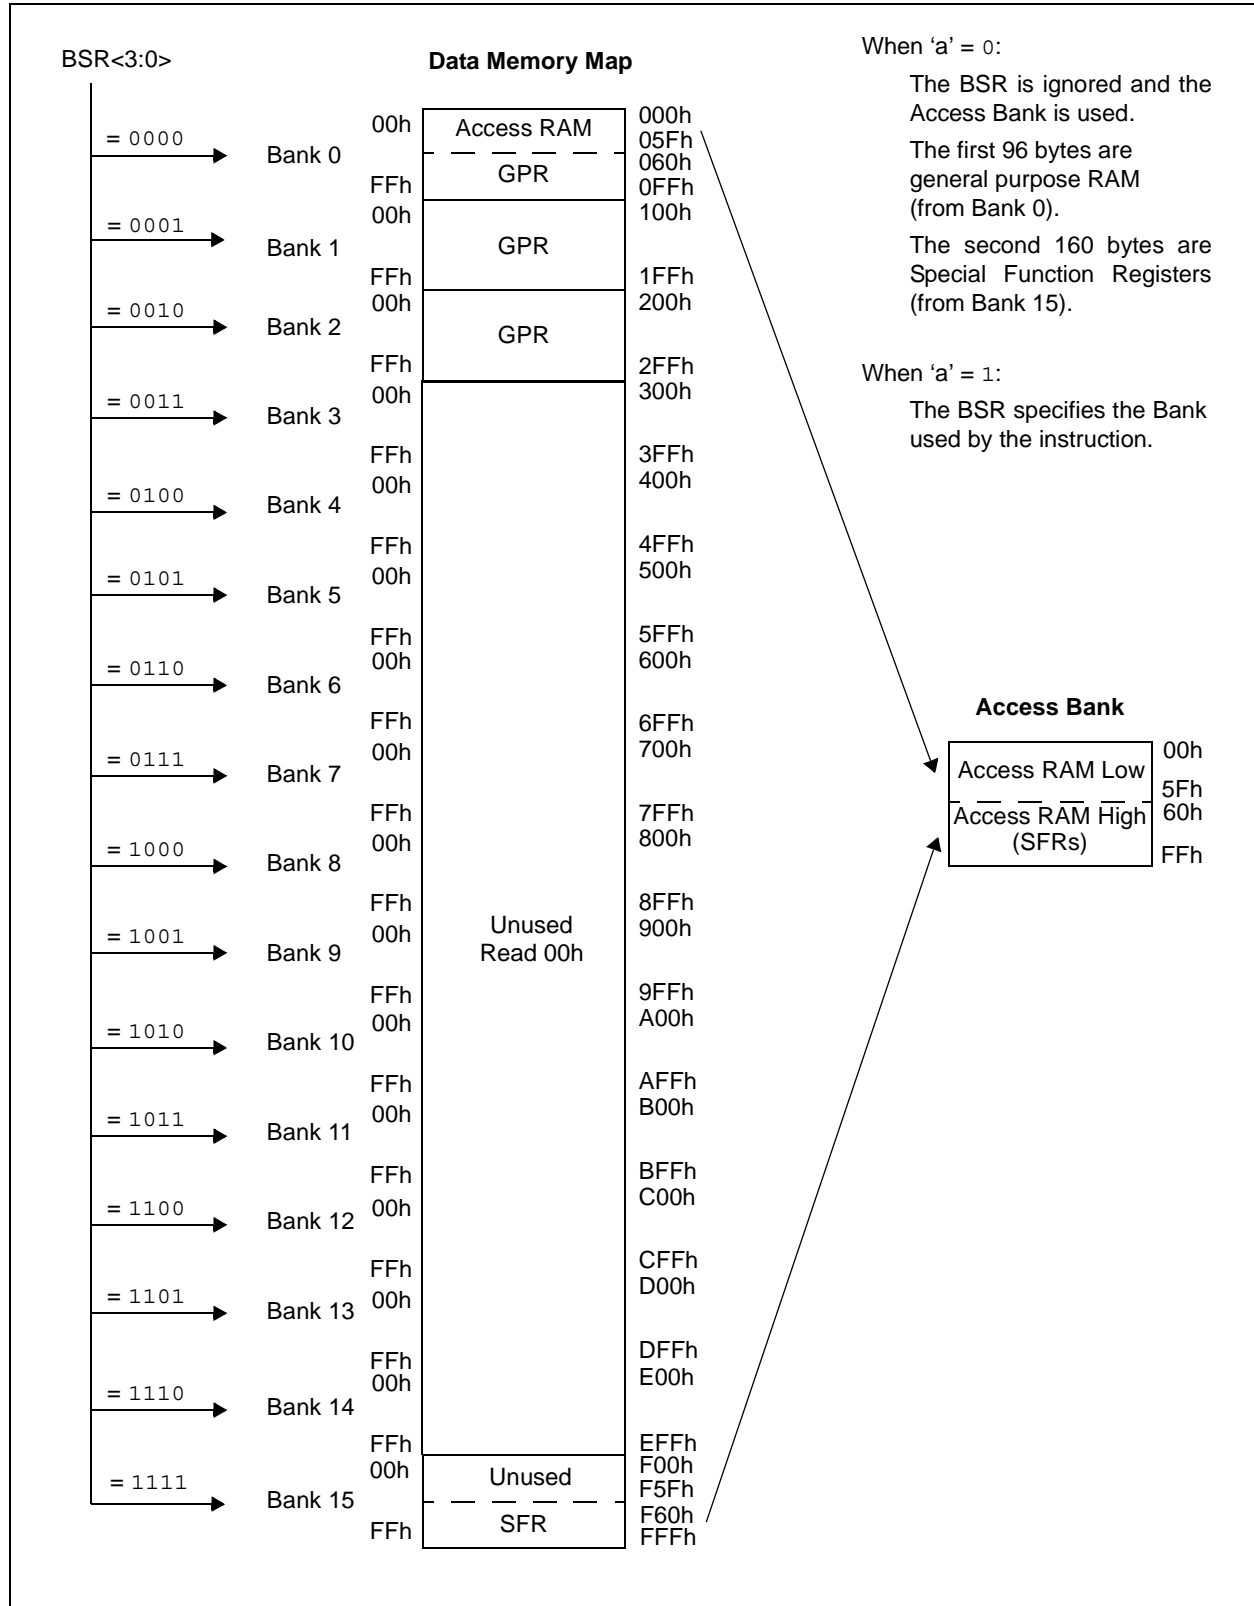 BSR<3:0>
Data Memory Map
When ‘a’ = 0:
The BSR is ignored and the
Access Bank is used.
The first 96 bytes are
general purpose RAM
(from Bank 0).
The second 160 bytes are
Special Function Registers
(from Bank 15).
When ‘a’ = 1:
The BSR specifies the Bank
used by the instruction.
= 0000
Bank 0
00h
FFh
Access RAM
GPR
000h
05Fh
060h
0FFh
= 0001
Bank 1
00h
FFh
GPR
100h
1FFh
= 0010
Bank 2
00h
FFh
GPR
200h
2FFh
= 0011
Bank 3
00h
FFh
300h
3FFh
= 0100
Bank 4
00h
FFh
400h
4FFh
= 0101
Bank 5
00h
FFh
500h
5FFh
= 0110
Bank 6
00h
FFh
600h
6FFh
= 0111
Bank 7
00h
FFh
700h
7FFh
= 1000
Bank 8
00h
FFh
800h
8FFh
= 1001
Bank 9
00h
FFh
Unused
Read 00h
900h
9FFh
= 1010
Bank 10
00h
FFh
A00h
AFFh
= 1011
Bank 11
00h
FFh
B00h
BFFh
= 1100
Bank 12
00h
FFh
C00h
CFFh
= 1101
Bank 13
00h
FFh
D00h
DFFh
= 1110
Bank 14
00h
FFh
E00h
EFFh
= 1111
Bank 15
00h
FFh
Unused
SFR
F00h
F5Fh
F60h
FFFh
Access Bank
Access RAM Low
Access RAM High
(SFRs)
00h
5Fh
60h
FFh